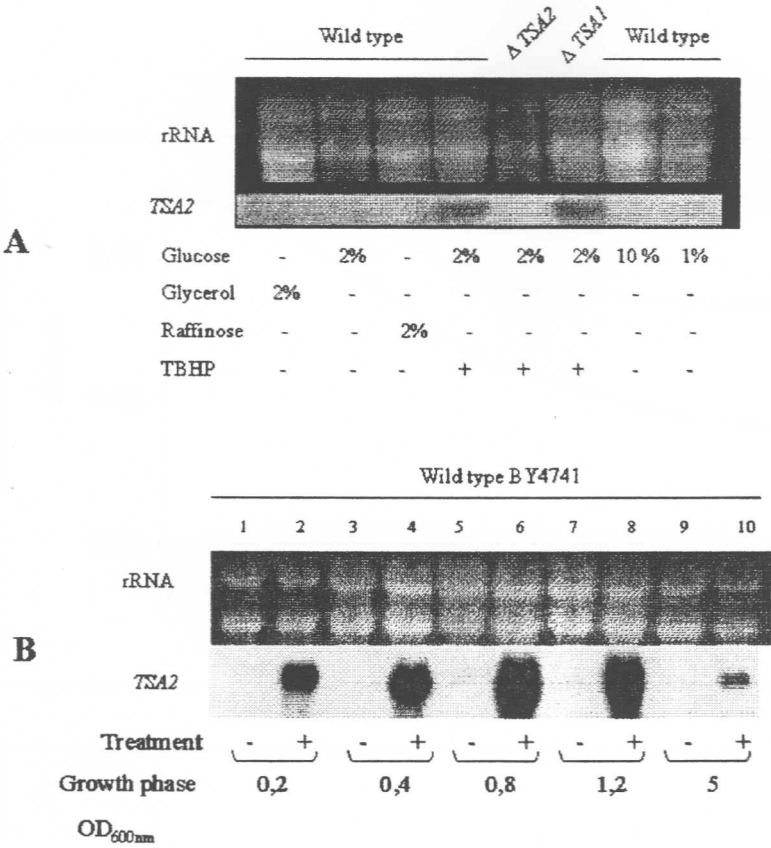 Wild type Δ TSA2 Δ TSA1 Wild type
rRNA
TSA2
A
Glucose - 2% - 2% 2% 2% 10% 1%
Glycerol 2% - - - - - - -
Raffinose - - 2% - - - - -
TBHP - - - + + + - -
Wild type BY4741
1 2 3 4 5 6 7 8 9 10
rRNA
B
TSA2
Treatment - + - + - + - + - +
Growth phase 0,2 0,4 0,8 1,2 5
OD600nm